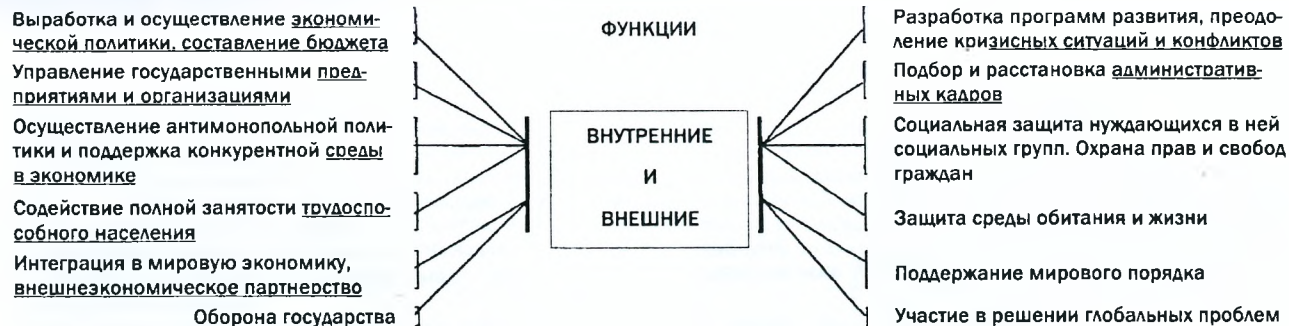 Выработка и осуществление экономи-
ческой политики. составление бюджета
Управление государственными пред-
приятиями и организациями
Осуществление антимонопольной поли-
тики и поддержка конкурентной среды
в экономике
Содействие полной занятости трудоспо-
собного населения
Интеграция в мировую экономику,
внешнеэкономическое партнерство
Оборона государства
ФУНКЦИИ
ВНУТРЕННИЕ
И
ВНЕШНИЕ
Разработка программ развития, преодо-
ление кризисных ситуаций и конфликтов
Подбор и расстановка административ-
ных кадров
Социальная защита нуждающихся в ней
социальных групп. Охрана прав и свобод
граждан
Защита среды обитания и жизни
Поддержание мирового порядка
Участие в решении глобальных проблем